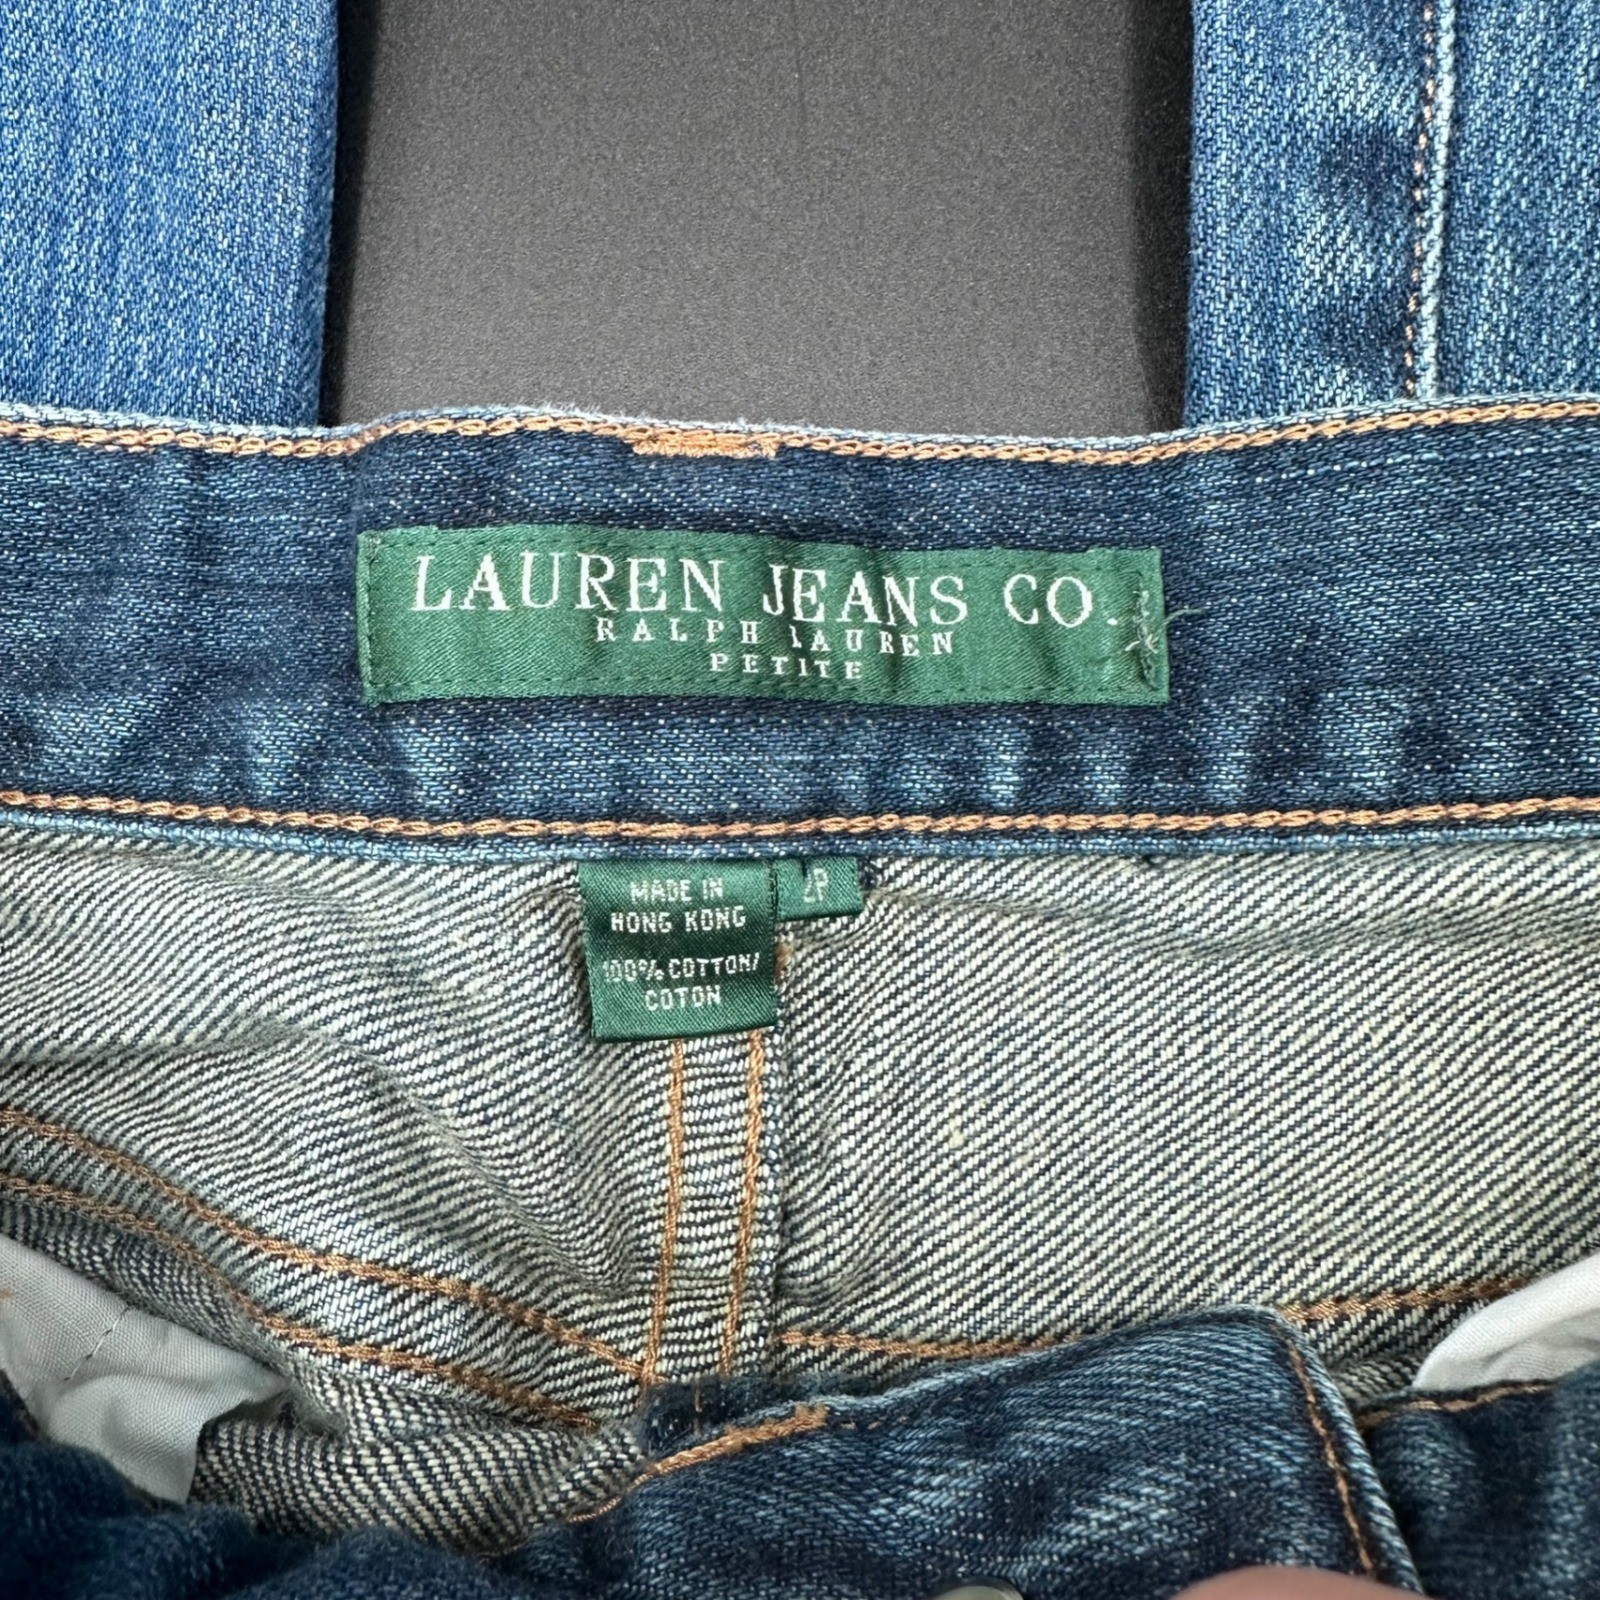 LAUREN JEANS CO.
RALPH LAUREN
PETITE
MADE IN
HONG KONG
100% COTTON/
COTON
2P